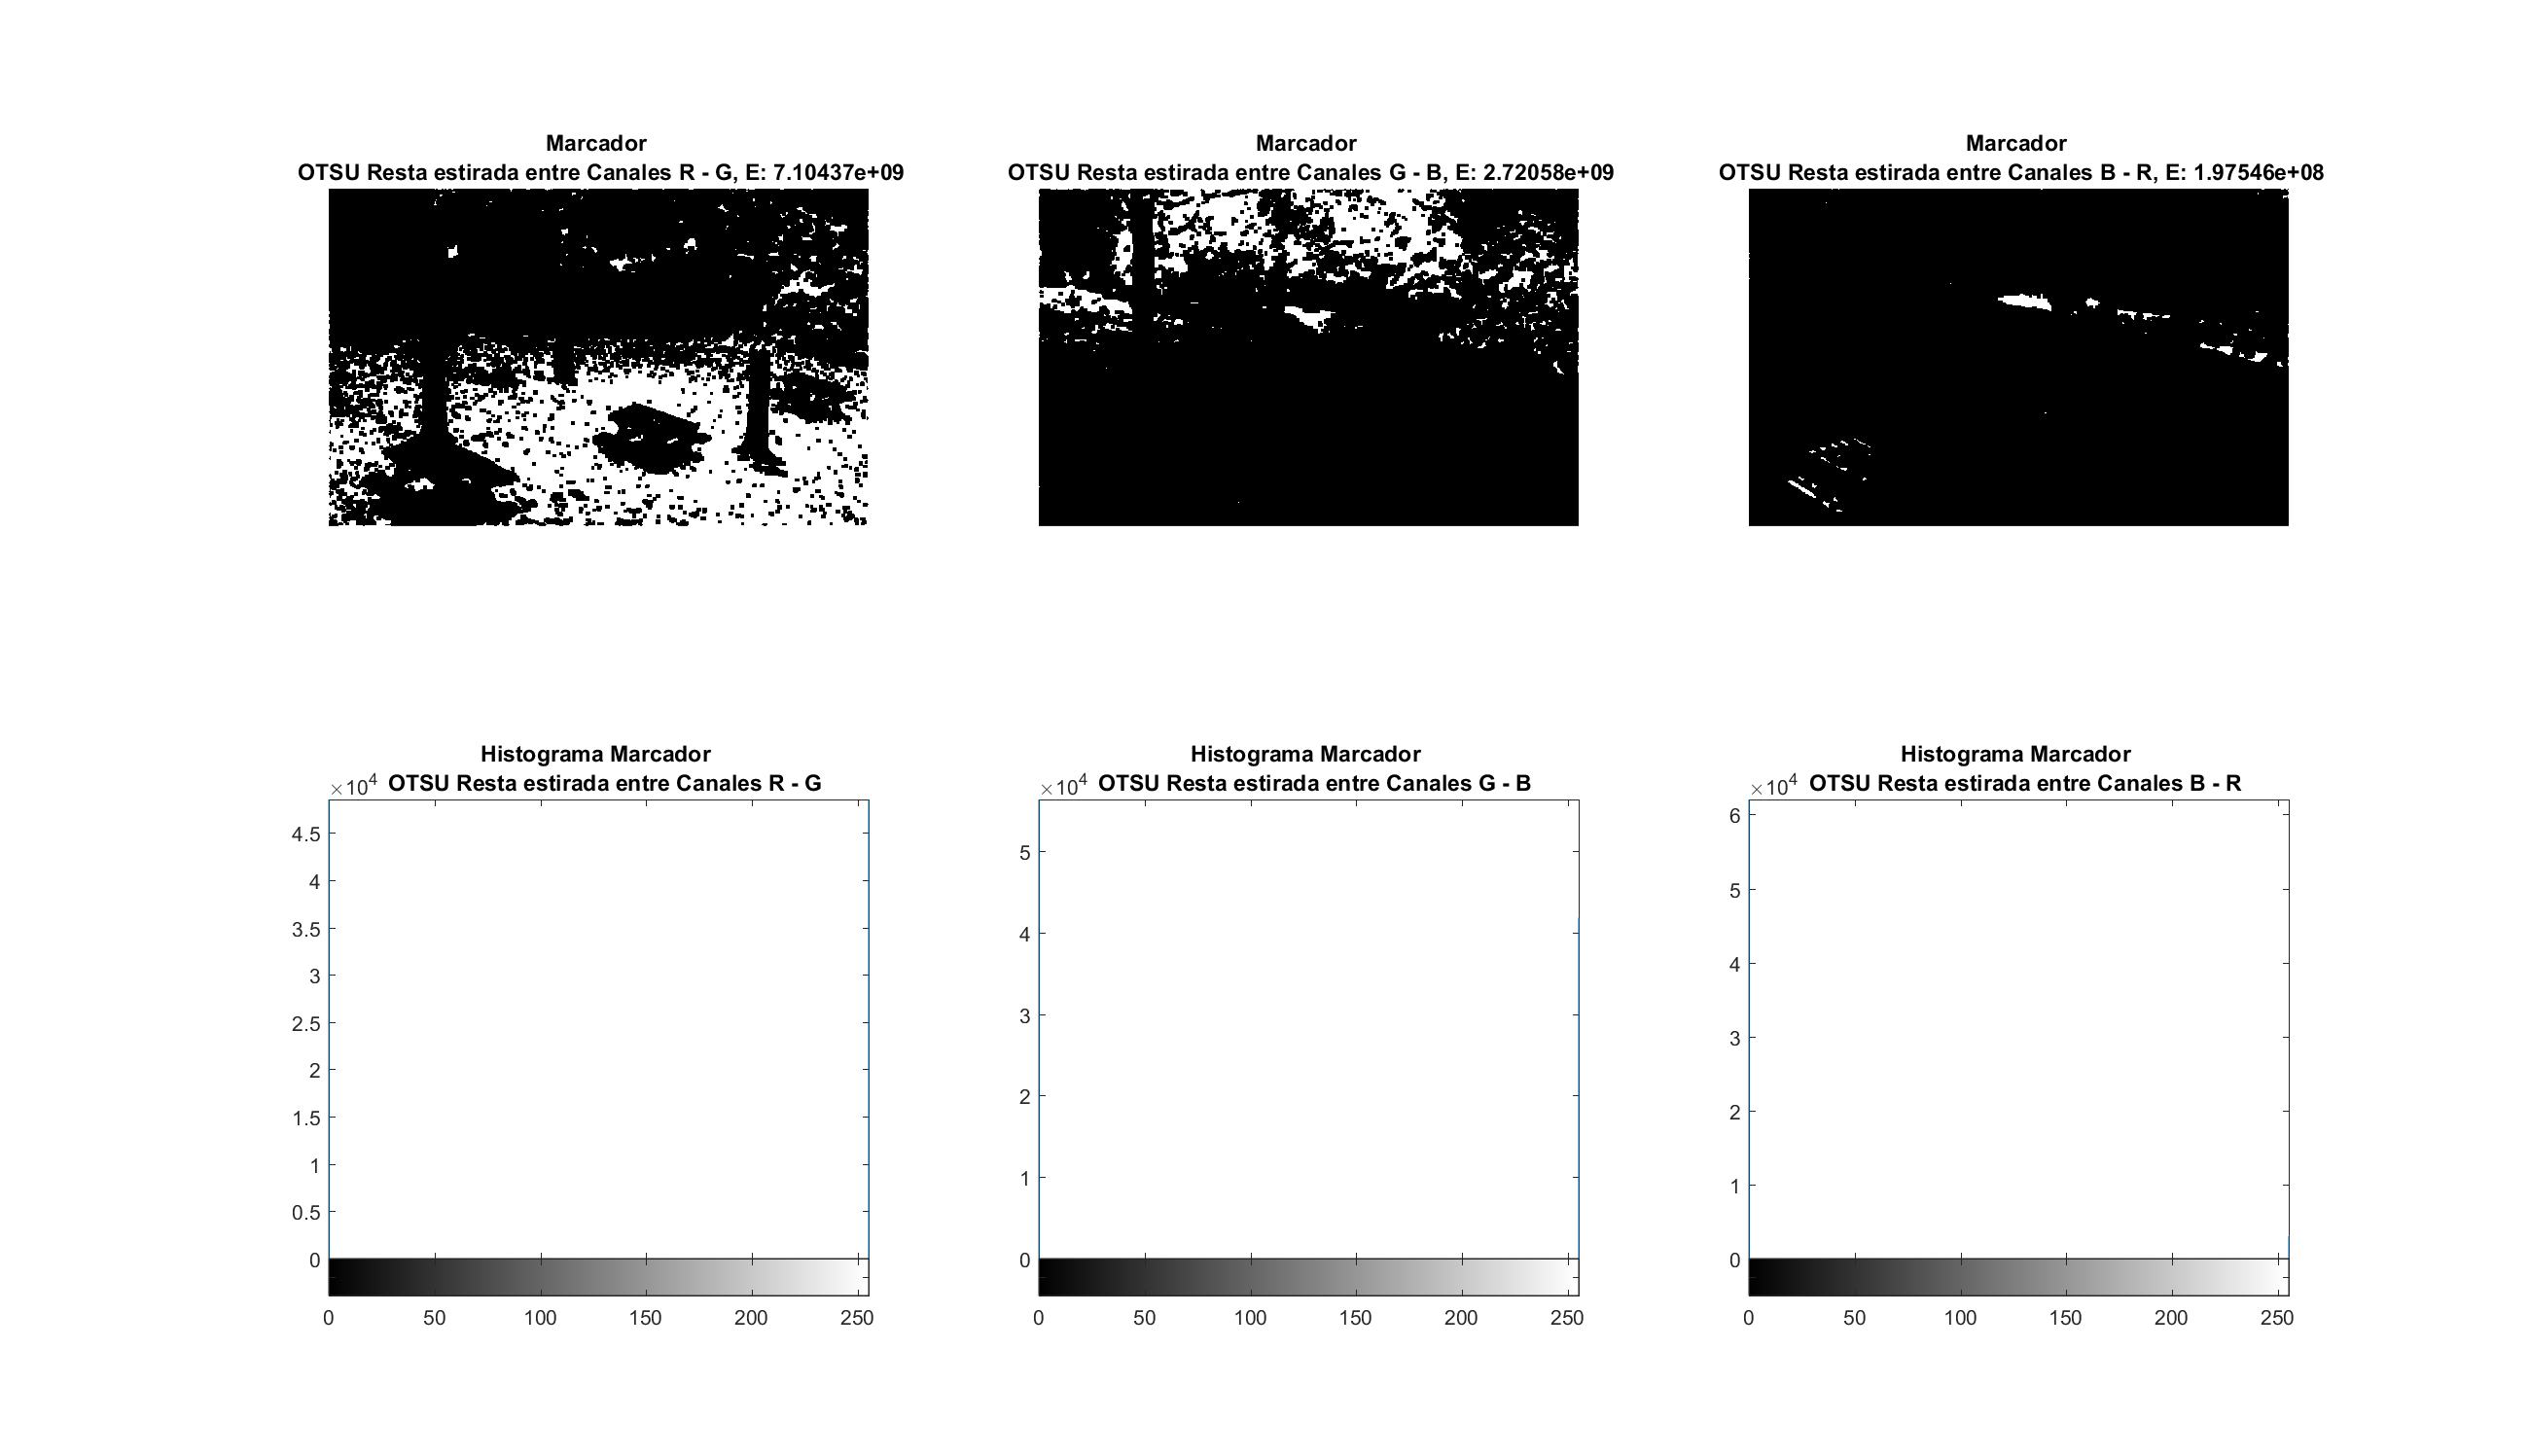 Marcador
OTSU Resta estirada entre Canales R - G, E: 7.10437e+09
Marcador
OTSU Resta estirada entre Canales G - B, E: 2.72058e+09
Marcador
OTSU Resta estirada entre Canales B - R, E: 1.97546e+08
Histograma Marcador
OTSU Resta estirada entre Canales R - G
×10^4
4.5
4
3.5
3
2.5
2
1.5
1
0.5
0
0 50 100 150 200 250
Histograma Marcador
OTSU Resta estirada entre Canales G - B
×10^4
5
4
3
2
1
0
0 50 100 150 200 250
Histograma Marcador
OTSU Resta estirada entre Canales B - R
×10^4
6
5
4
3
2
1
0
0 50 100 150 200 250